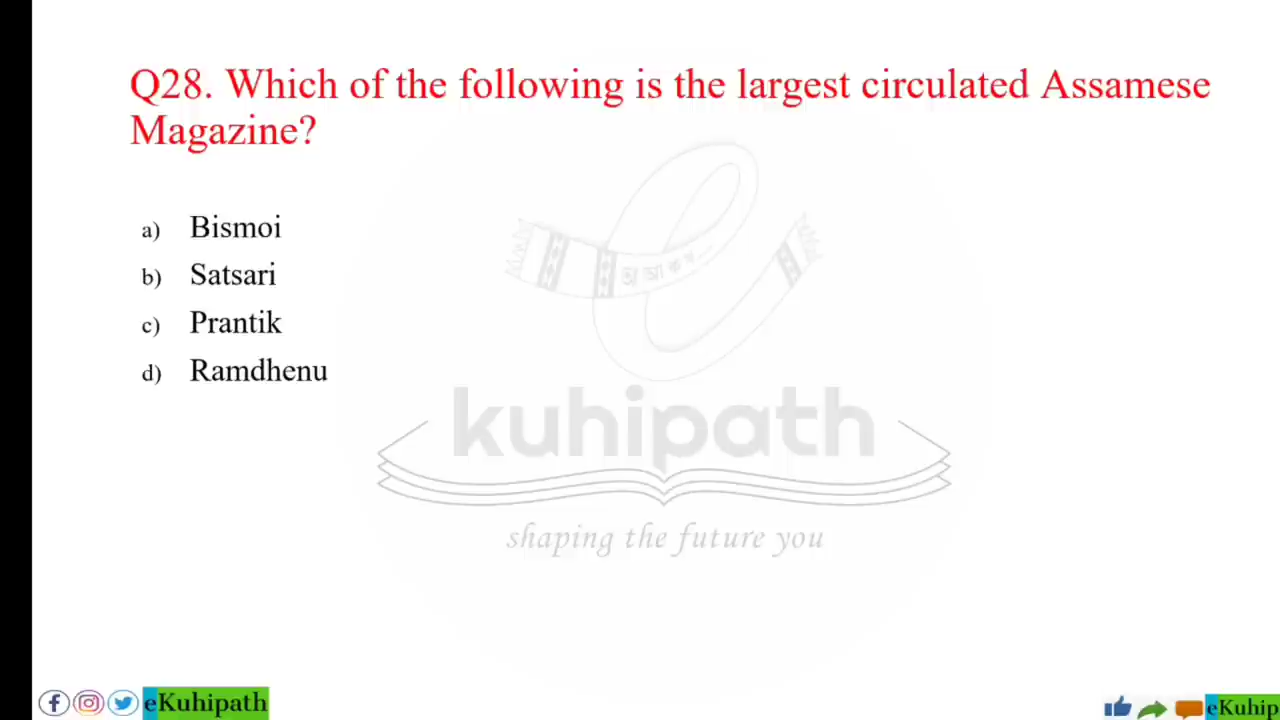 Q28. Which of the following is the largest circulated Assamese
Magazine?
a) Bismoi
b) Satsari
c) Prantik
d) Ramdhenu
অ আ ক খ...
kuhipath
shaping the future you
eKuhipath
eKuhip